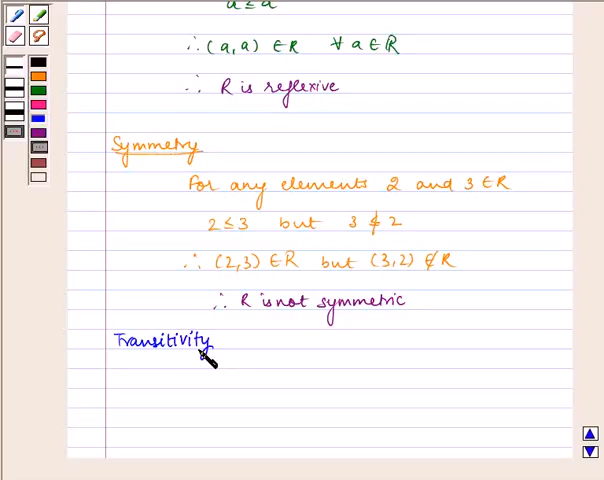 a ≤ a
∴ (a, a) ∈ R ∀ a ∈ R
∴ R is reflexive
Symmetry
For any elements 2 and 3 ∈ R
2 ≤ 3 but 3 ≰ 2
∴ (2,3) ∈ R but (3,2) ∉ R
∴ R is not symmetric
Transitivity